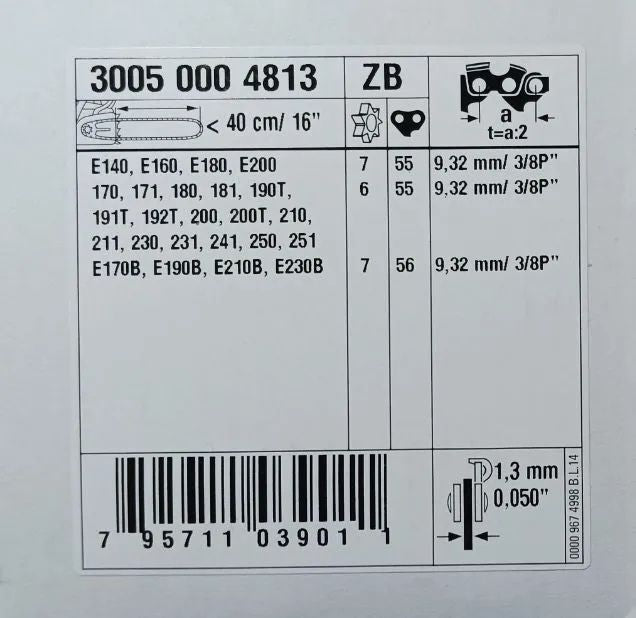 3005 000 4813 ZB
< 40 cm/ 16"
a
t=a:2
E140, E160, E180, E200 7 55 9,32 mm/ 3/8P"
170, 171, 180, 181, 190T, 6 55 9,32 mm/ 3/8P"
191T, 192T, 200, 200T, 210,
211, 230, 231, 241, 250, 251
E170B, E190B, E210B, E230B 7 56 9,32 mm/ 3/8P"
1,3 mm
0,050"
0000 967 4998 B.L.14
7 95711 03901 1